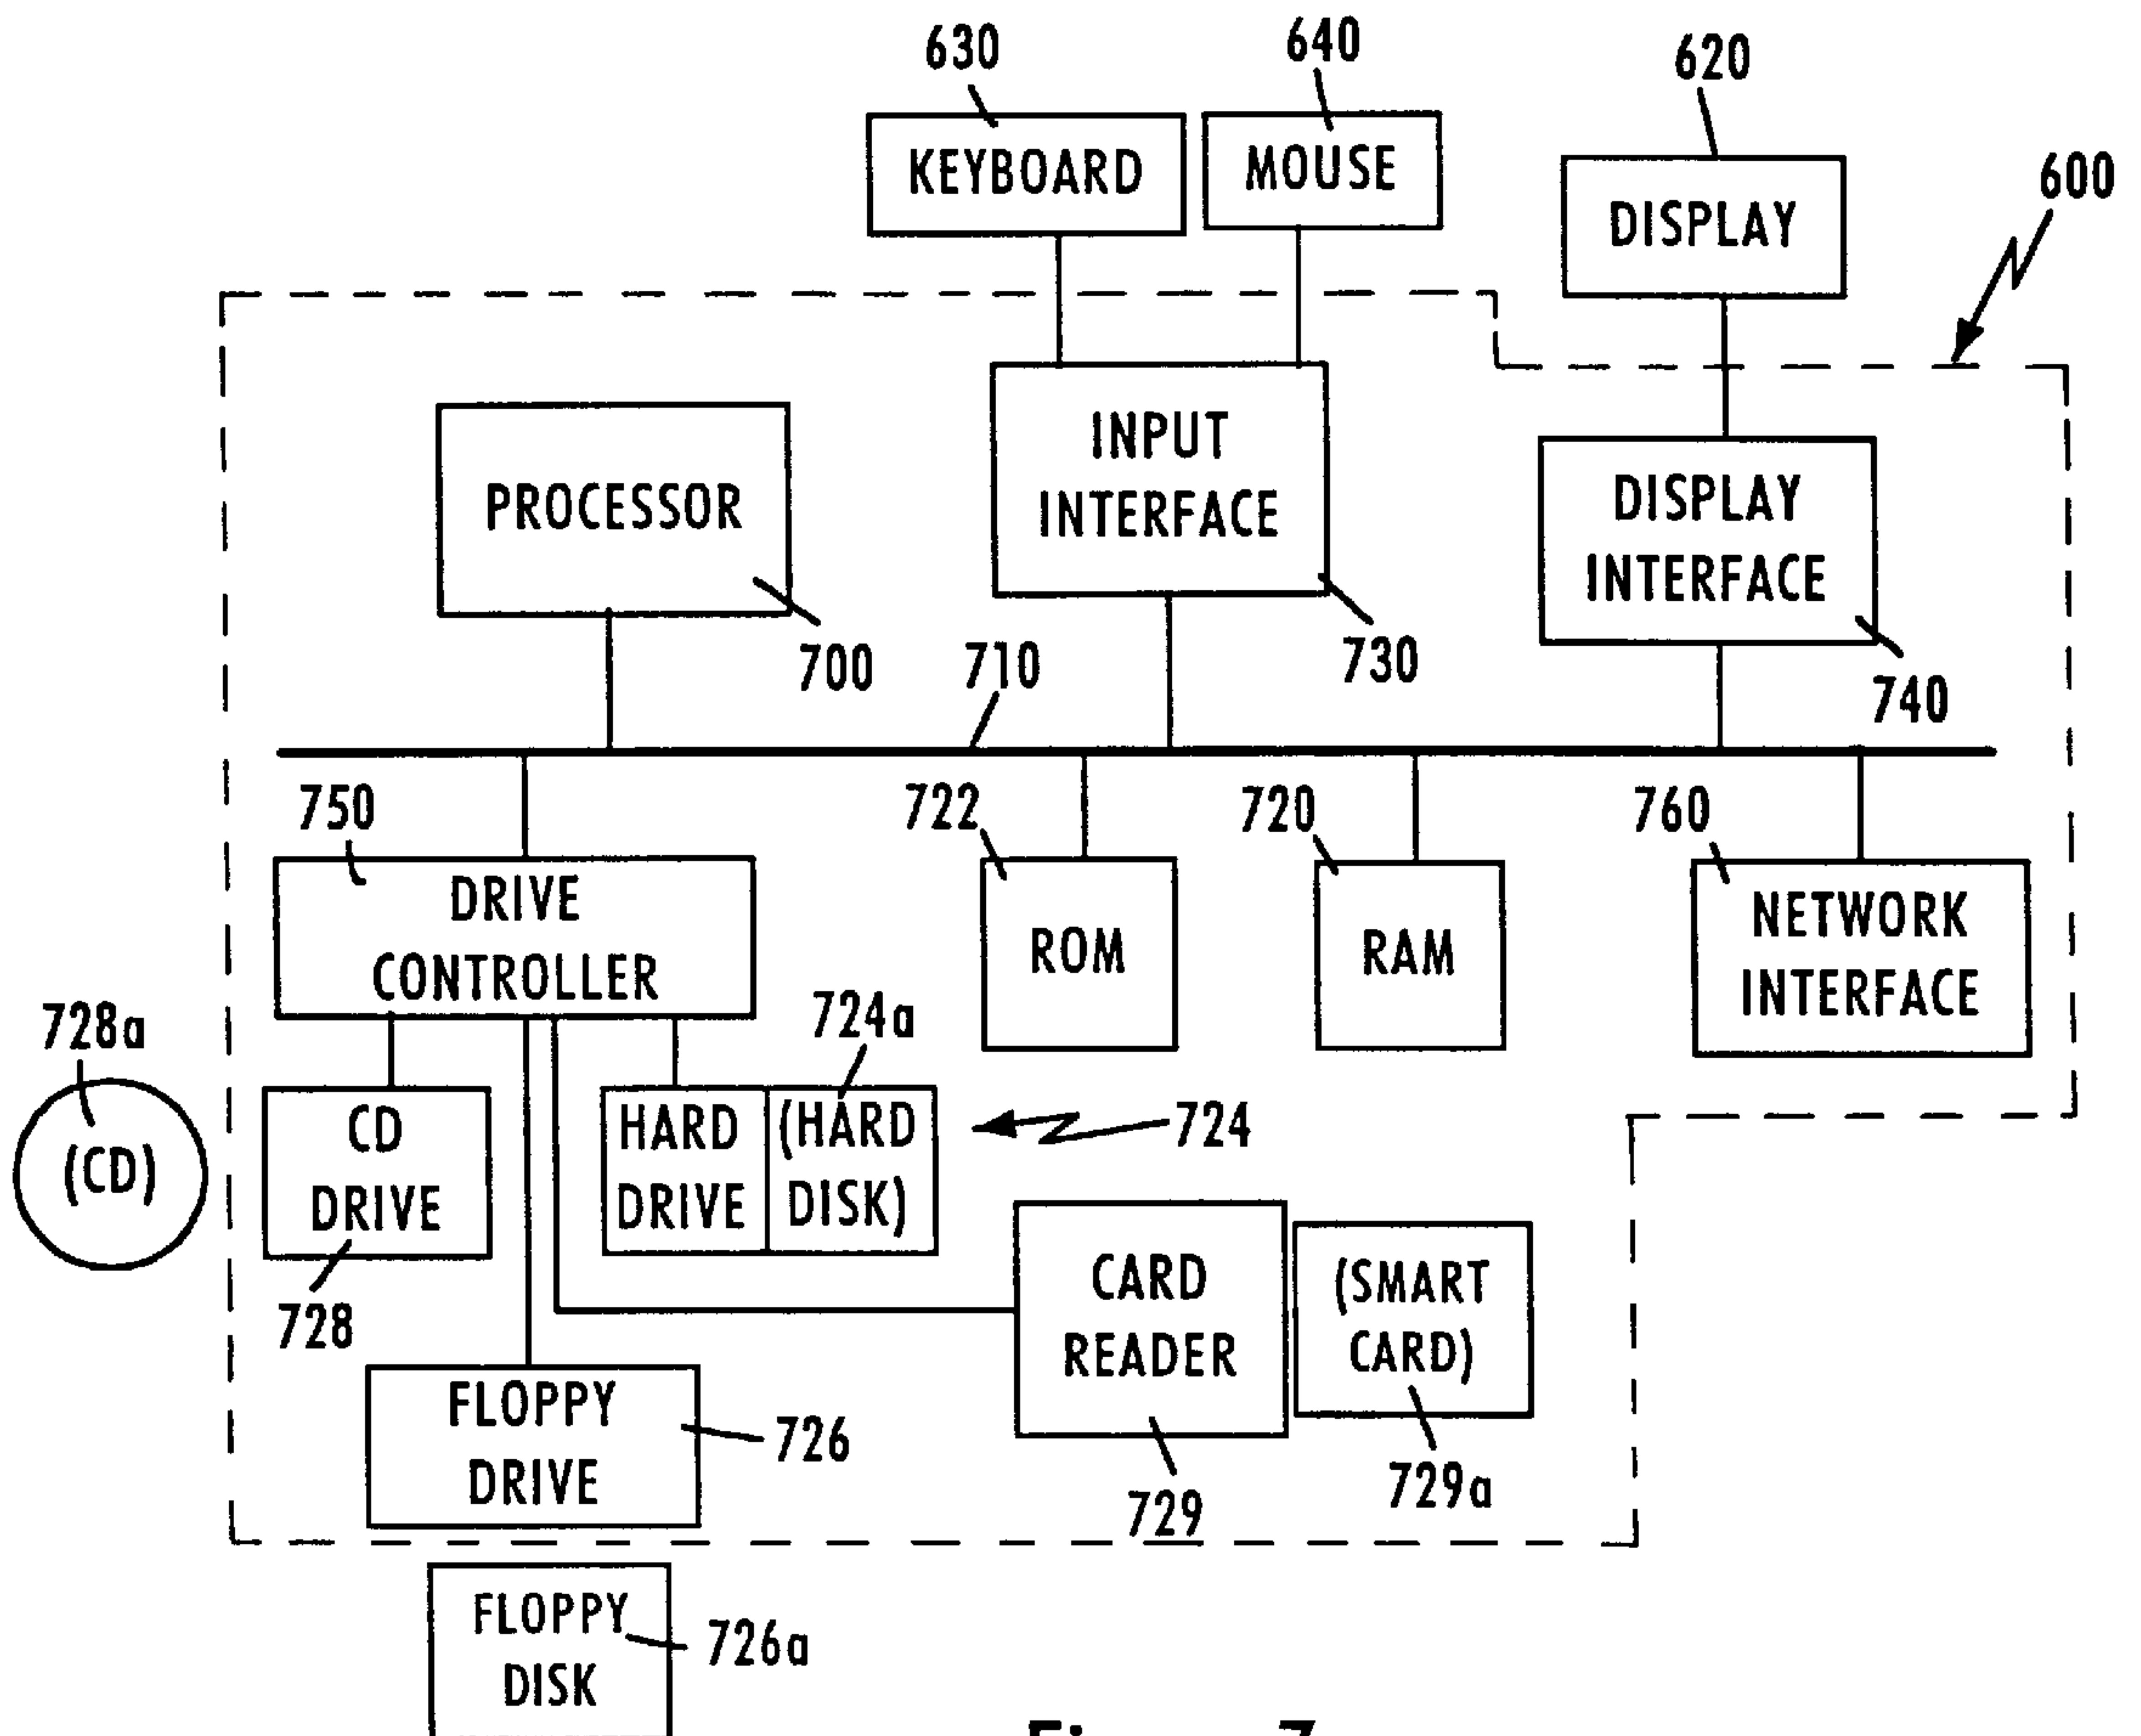 630
640
620
600
KEYBOARD
MOUSE
DISPLAY
PROCESSOR
INPUT
INTERFACE
DISPLAY
INTERFACE
700
710
730
740
750
722
720
760
DRIVE
CONTROLLER
ROM
RAM
NETWORK
INTERFACE
728a
724a
(CD)
CD
DRIVE
HARD
DRIVE
(HARD
DISK)
724
728
CARD
READER
(SMART
CARD)
FLOPPY
DRIVE
726
729
729a
FLOPPY
DISK
726a